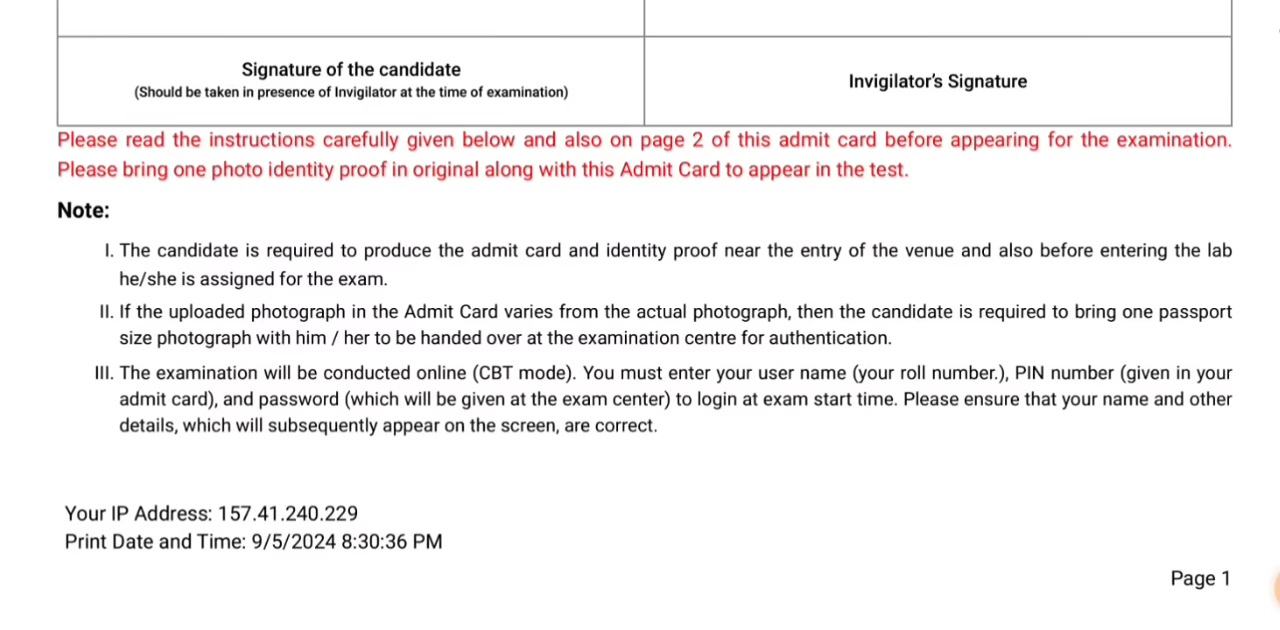 Signature of the candidate
(Should be taken in presence of Invigilator at the time of examination)
Invigilator's Signature
Please read the instructions carefully given below and also on page 2 of this admit card before appearing for the examination.
Please bring one photo identity proof in original along with this Admit Card to appear in the test.
Note:
I. The candidate is required to produce the admit card and identity proof near the entry of the venue and also before entering the lab
he/she is assigned for the exam.
II. If the uploaded photograph in the Admit Card varies from the actual photograph, then the candidate is required to bring one passport
size photograph with him / her to be handed over at the examination centre for authentication.
III. The examination will be conducted online (CBT mode). You must enter your user name (your roll number.), PIN number (given in your
admit card), and password (which will be given at the exam center) to login at exam start time. Please ensure that your name and other
details, which will subsequently appear on the screen, are correct.
Your IP Address: 157.41.240.229
Print Date and Time: 9/5/2024 8:30:36 PM
Page 1